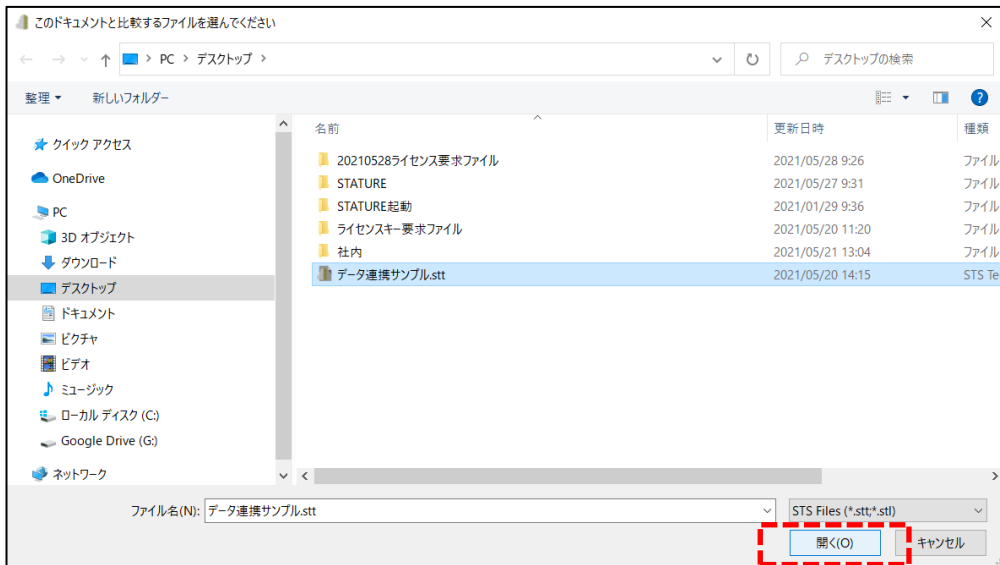 このドキュメントと比較するファイルを選んでください
PC > デスクトップ >
デスクトップの検索
整理 新しいフォルダー
名前 更新日時 種類
クイック アクセス
OneDrive
PC
3D オブジェクト
ダウンロード
デスクトップ
ドキュメント
ピクチャ
ビデオ
ミュージック
ローカル ディスク (C:)
Google Drive (G:)
ネットワーク
20210528ライセンス要求ファイル 2021/05/28 9:26 ファイル
STATURE 2021/05/27 9:31 ファイル
STATURE起動 2021/01/29 9:36 ファイル
ライセンスキー要求ファイル 2021/05/20 11:20 ファイル
社内 2021/05/21 13:04 ファイル
データ連携サンプル.stt 2021/05/20 14:15 STS Te
ファイル名(N): データ連携サンプル.stt STS Files (*.stt;*.stl)
開く(O) キャンセル